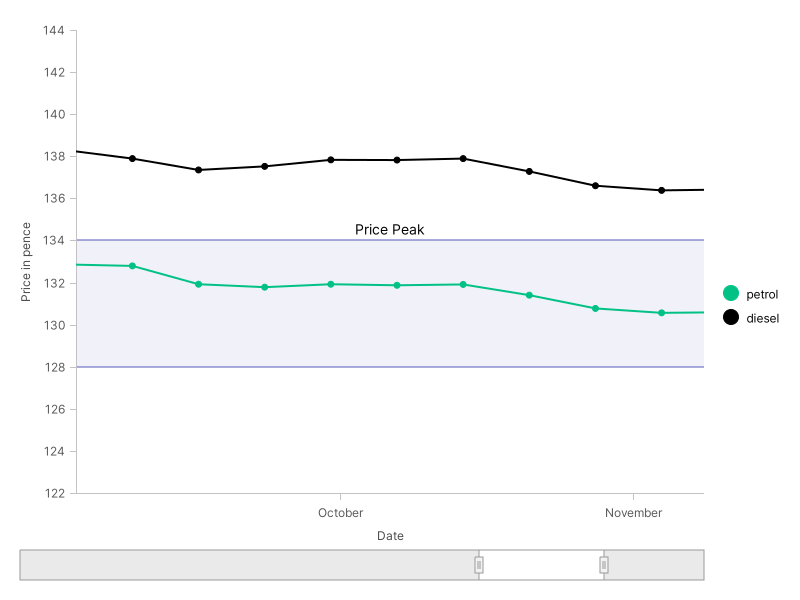 144
142
140
138
136
134
132
130
128
126
124
122
Price in pence
Price Peak
October
November
Date
petrol
diesel